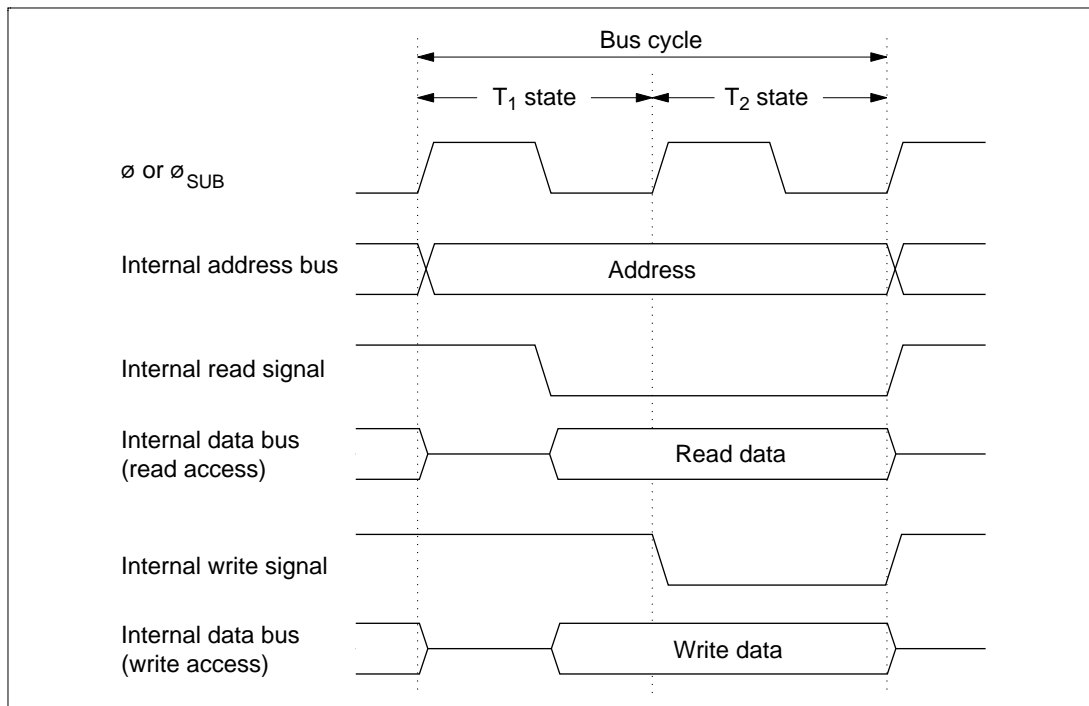 Bus cycle
T1 state T2 state
ø or øSUB
Internal address bus Address
Internal read signal
Internal data bus
(read access) Read data
Internal write signal
Internal data bus
(write access) Write data